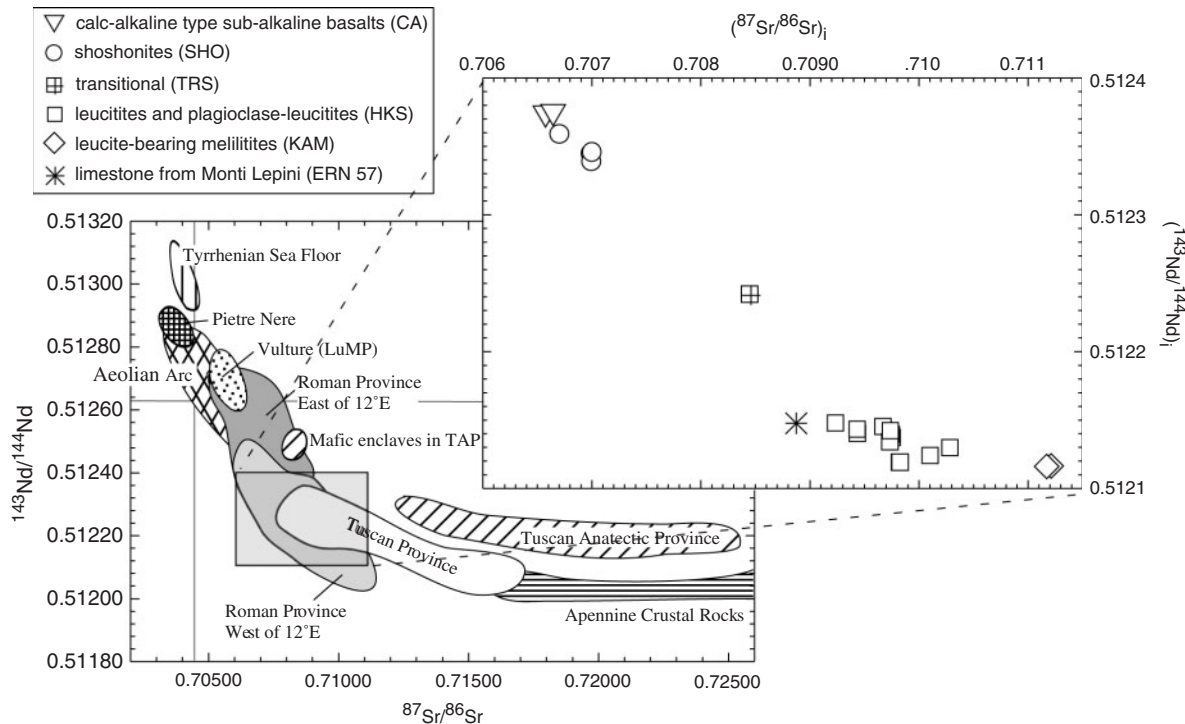 calc-alkaline type sub-alkaline basalts (CA)
shoshonites (SHO)
transitional (TRS)
leucitites and plagioclase-leucitites (HKS)
leucite-bearing melilitites (KAM)
limestone from Monti Lepini (ERN 57)
(⁸⁷Sr/⁸⁶Sr)ᵢ
0.706 0.707 0.708 0.709 0.710 0.711
0.5124
0.5123
0.5122
0.5121
(¹⁴³Nd/¹⁴⁴Nd)ᵢ
0.51320
0.51300
0.51280
0.51260
0.51240
0.51220
0.51200
0.51180
¹⁴³Nd/¹⁴⁴Nd
Tyrrhenian Sea Floor
Pietre Nere
Vulture (LuMP)
Aeolian Arc
Roman Province
East of 12˚E
Mafic enclaves in TAP
Tuscan Anatectic Province
Tuscan Province
Roman Province
West of 12˚E
Apennine Crustal Rocks
0.70500 0.71000 0.71500 0.72000 0.72500
⁸⁷Sr/⁸⁶Sr